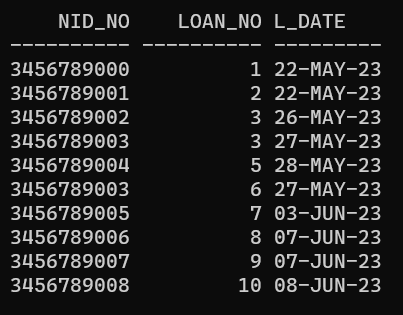 NID_NO LOAN_NO L_DATE
---------- ---------- ---------
3456789000 1 22-MAY-23
3456789001 2 22-MAY-23
3456789002 3 26-MAY-23
3456789003 3 27-MAY-23
3456789004 5 28-MAY-23
3456789003 6 27-MAY-23
3456789005 7 03-JUN-23
3456789006 8 07-JUN-23
3456789007 9 07-JUN-23
3456789008 10 08-JUN-23